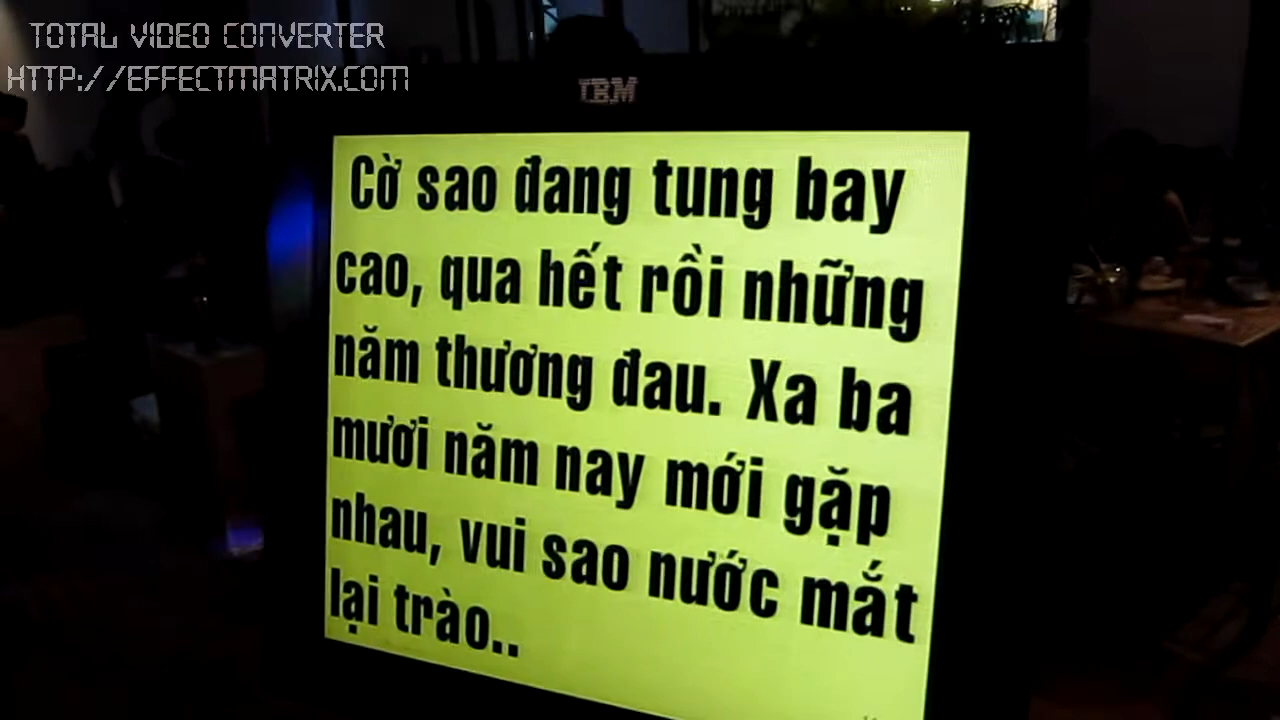 TOTAL VIDEO CONVERTER
HTTP://EFFECTMATRIX.COM
IBM
Cờ sao đang tung bay
cao, qua hết rồi những
năm thương đau. Xa ba
mươi năm nay mới gặp
nhau, vui sao nước mắt
lại trào..